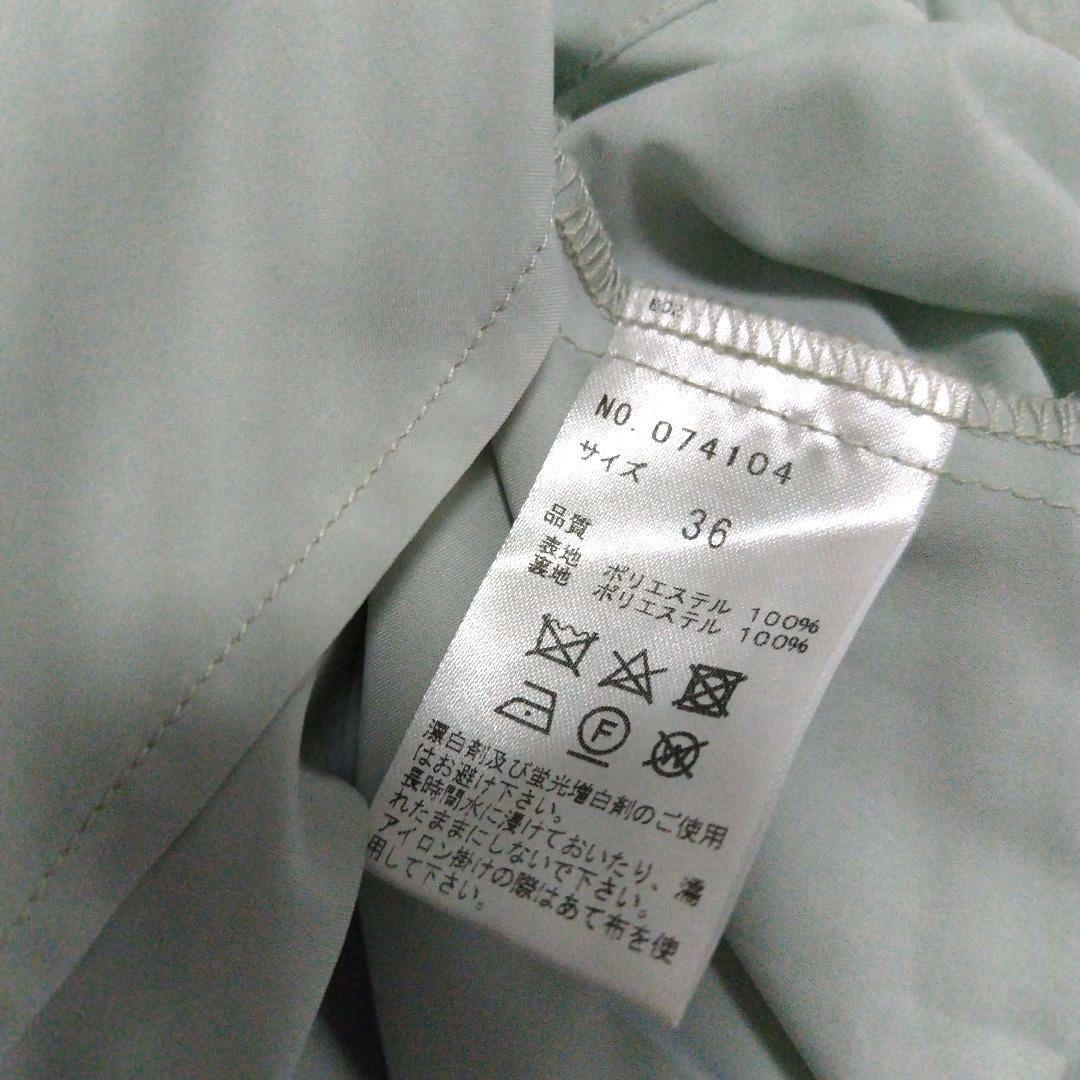 NO. 074104
サイズ
36
品質
表地 ポリエステル 100%
裏地 ポリエステル 100%
F
W
漂白剤及び蛍光増白剤のご使用
はお避け下さい。
長時間水に浸けておいたり、濡
れたままにしないで下さい。
アイロン掛けの際はあて布を使
用して下さい。